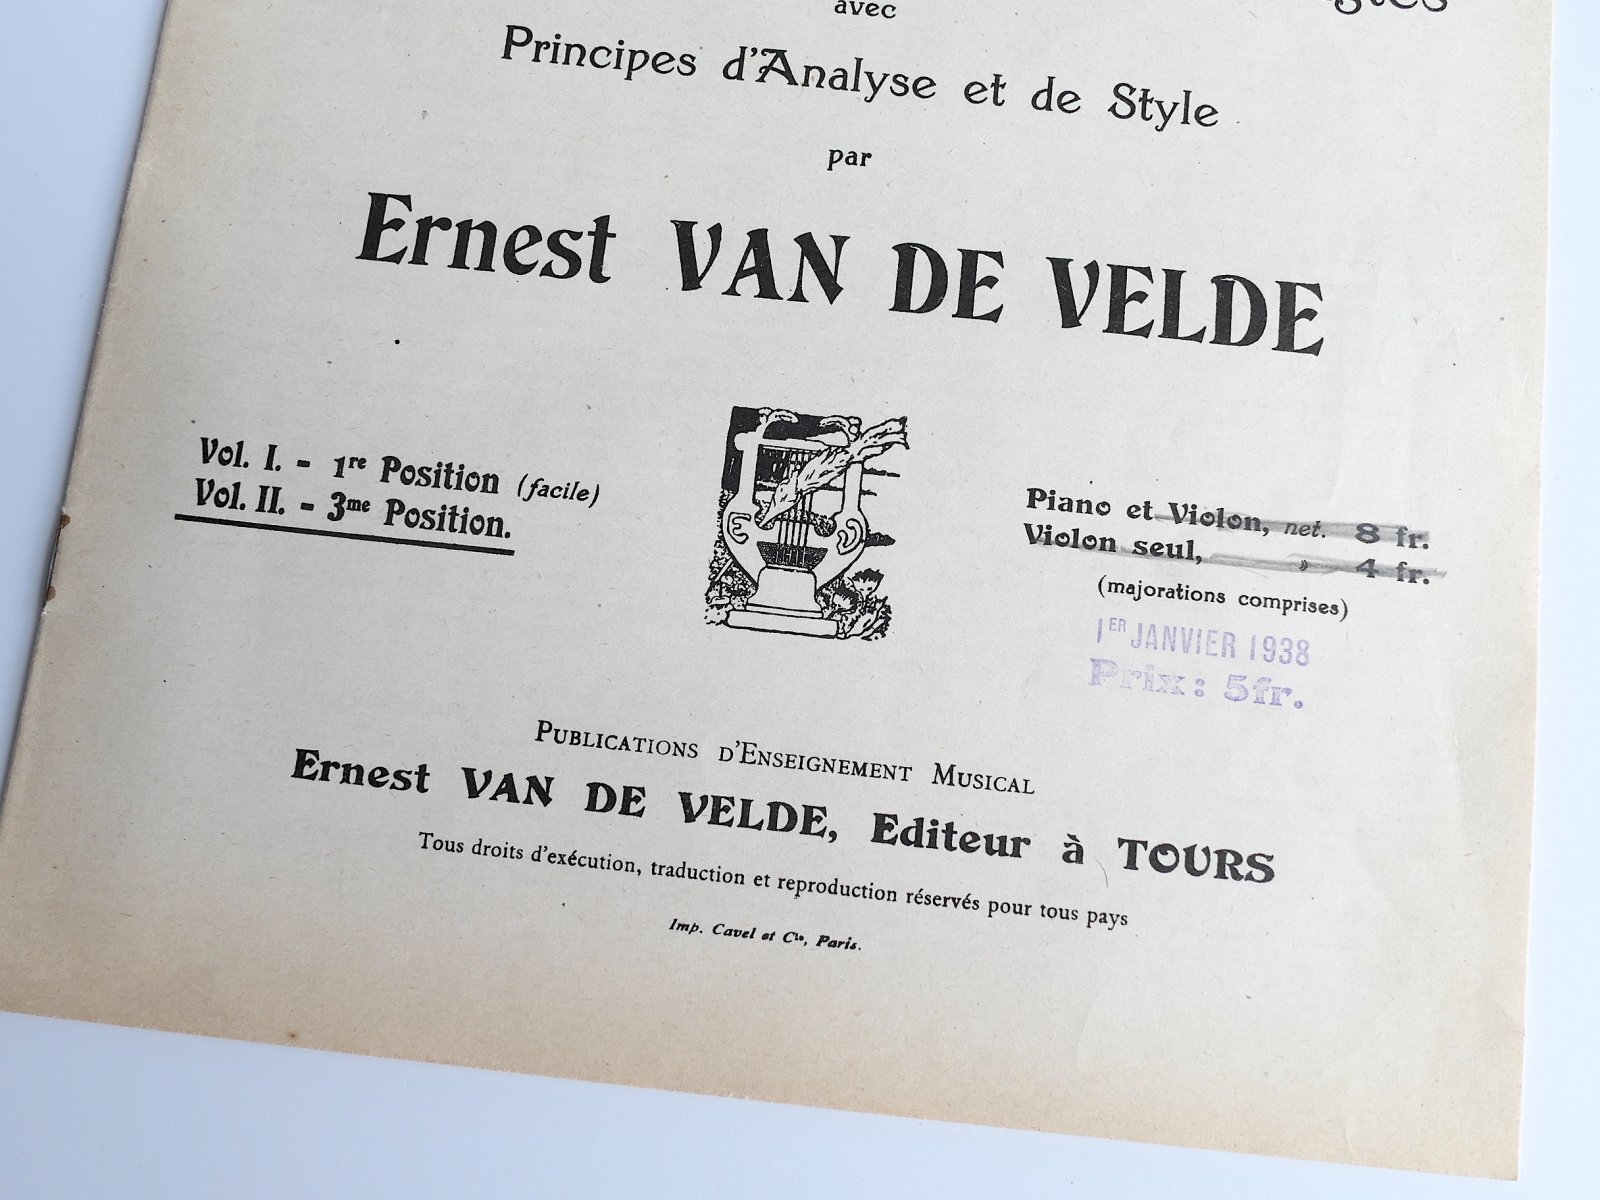 avec
Principes d'Analyse et de Style
par
Ernest VAN DE VELDE
Vol. I. - 1re Position (facile)
Vol. II. - 3me Position.
Piano et Violon, net. 8 fr.
Violon seul, » 4 fr.
(majorations comprises)
1ER JANVIER 1938
Prix: 5fr.
PUBLICATIONS D'ENSEIGNEMENT MUSICAL
Ernest VAN DE VELDE, Editeur à TOURS
Tous droits d'exécution, traduction et reproduction réservés pour tous pays
Imp. Cavel et Cie, Paris.